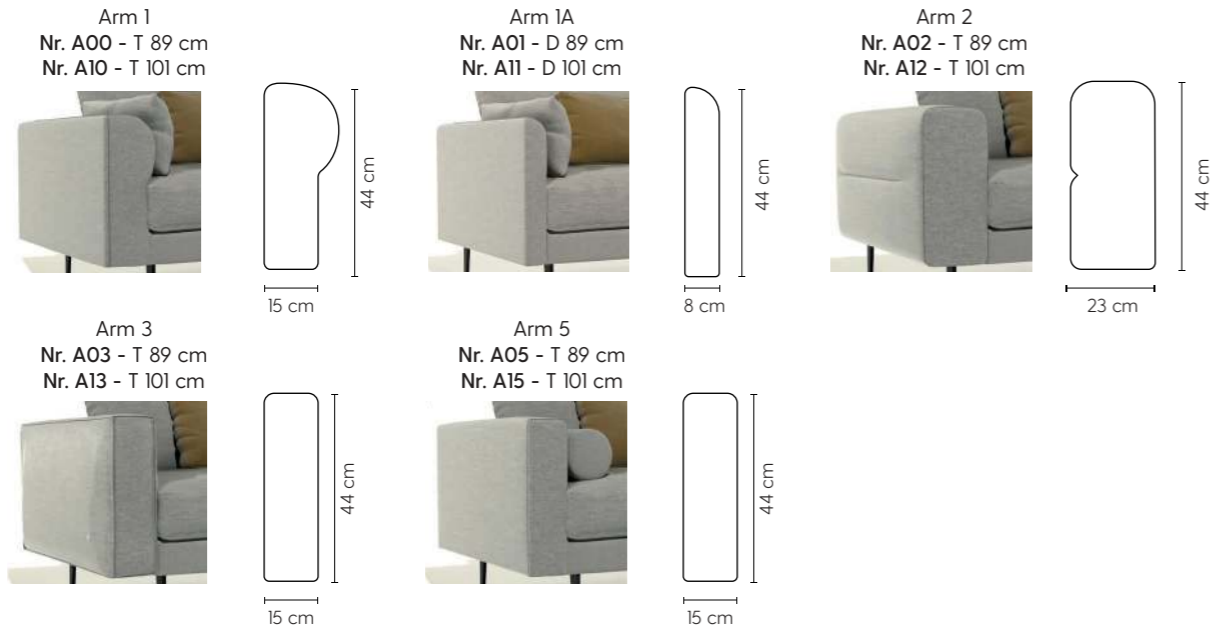 Arm 1
Nr. A00 - T 89 cm
Nr. A10 - T 101 cm
44 cm
15 cm
Arm 1A
Nr. A01 - D 89 cm
Nr. A11 - D 101 cm
44 cm
8 cm
Arm 2
Nr. A02 - T 89 cm
Nr. A12 - T 101 cm
44 cm
23 cm
Arm 3
Nr. A03 - T 89 cm
Nr. A13 - T 101 cm
44 cm
15 cm
Arm 5
Nr. A05 - T 89 cm
Nr. A15 - T 101 cm
44 cm
15 cm